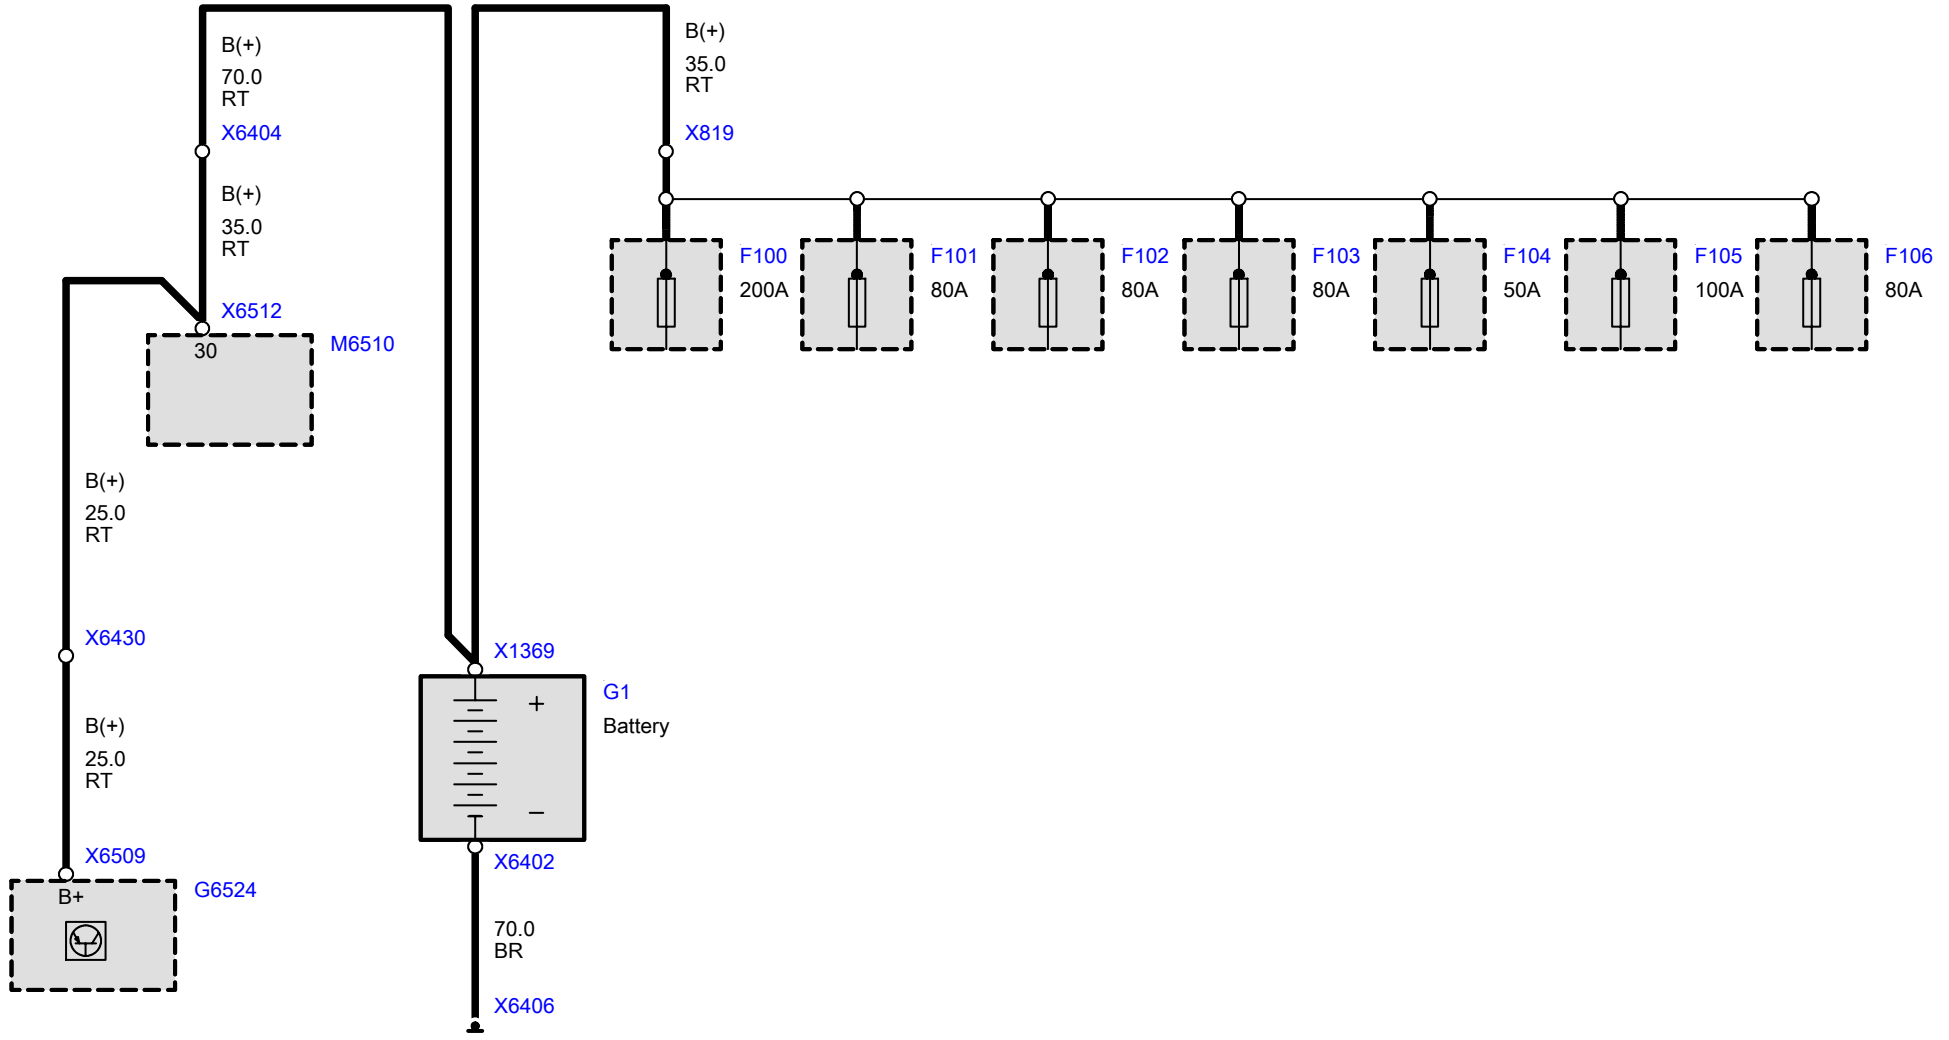 B(+)
70.0
RT
X6404
B(+)
35.0
RT
X6512
30
M6510
B(+)
25.0
RT
X6430
B(+)
25.0
RT
X6509
B+
G6524
B(+)
35.0
RT
X819
F100
200A
F101
80A
F102
80A
F103
80A
F104
50A
F105
100A
F106
80A
X1369
+
G1
Battery
−
X6402
70.0
BR
X6406